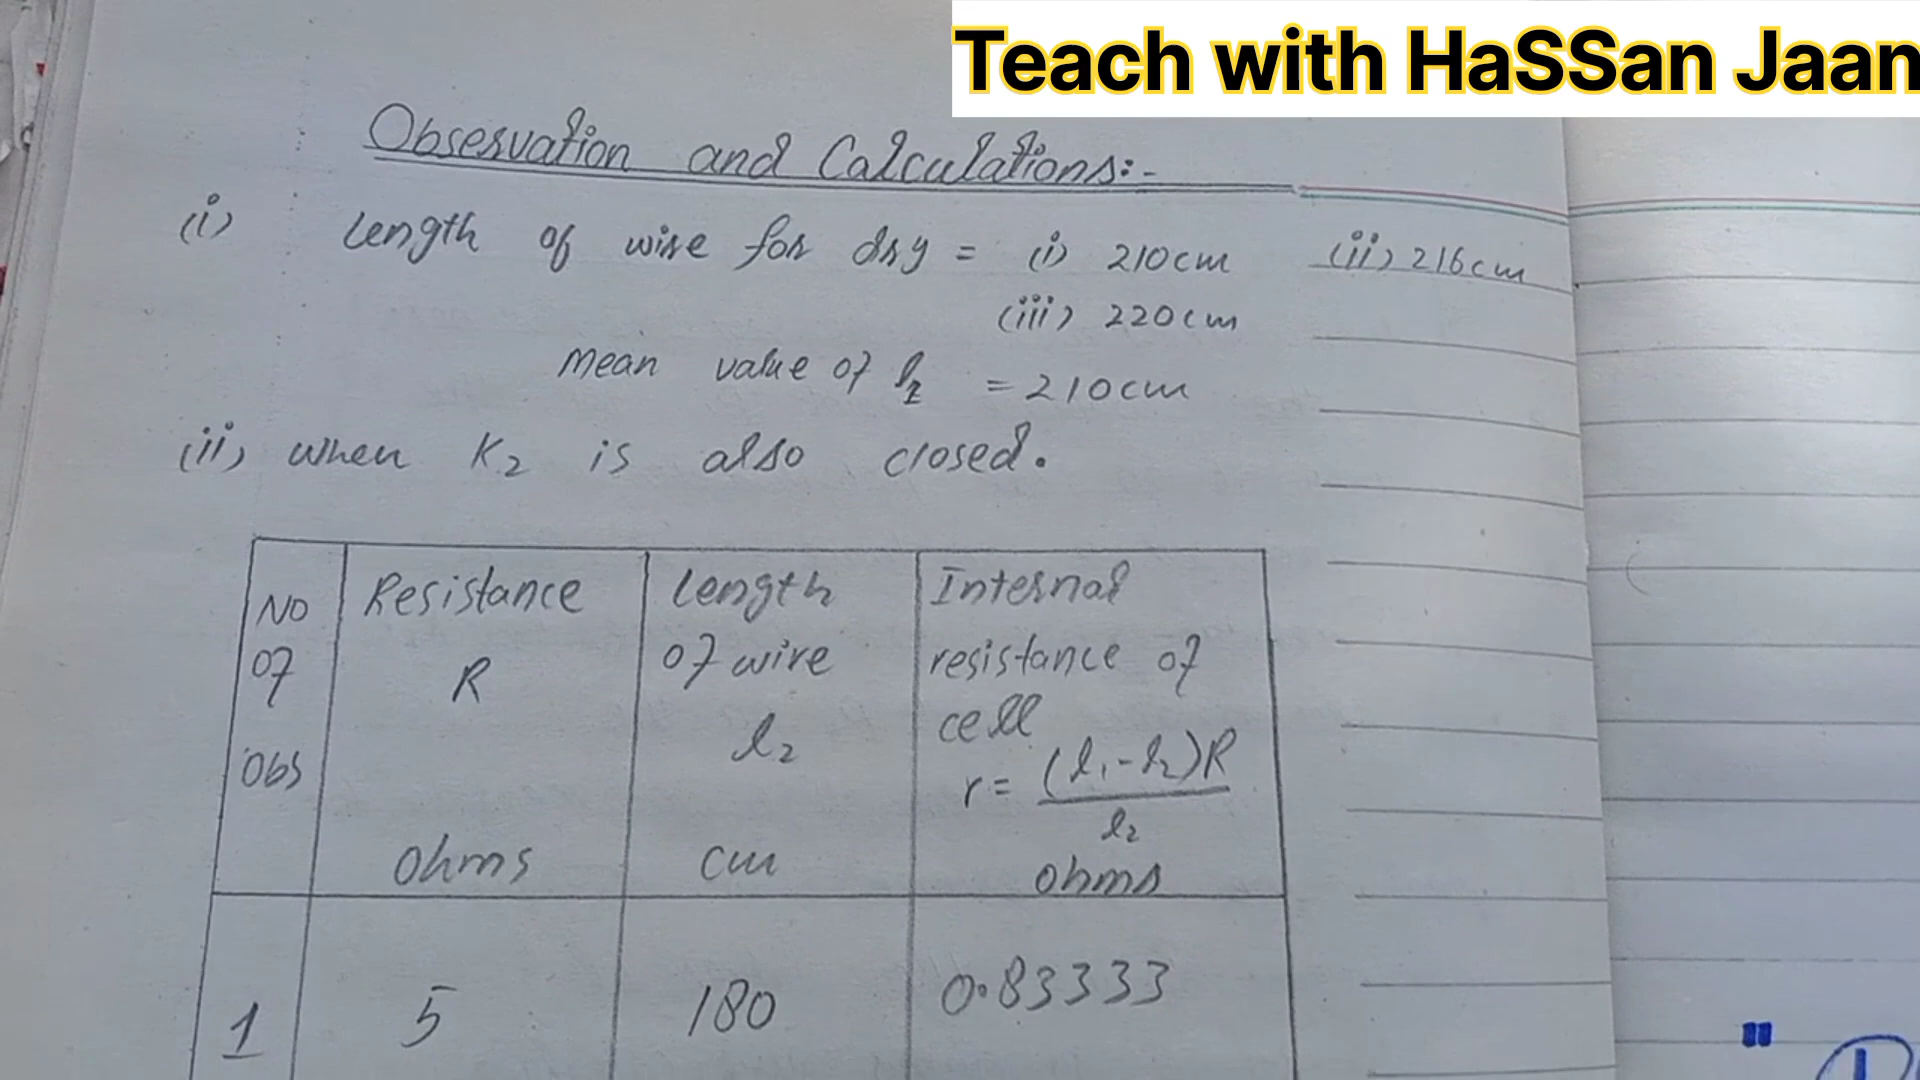 Teach with HaSSan Jaan
Observation and Calculations:-
(i) Length of wire for dry = (i) 210cm (ii) 216cm
(iii) 220cm
Mean value of l1 = 210cm
(ii) when K2 is also closed.
No of obs
Resistance R ohms
Length of wire l2 cm
Internal resistance of cell r = (l1-l2)R / l2 ohms
1 5 180 0.83333
"